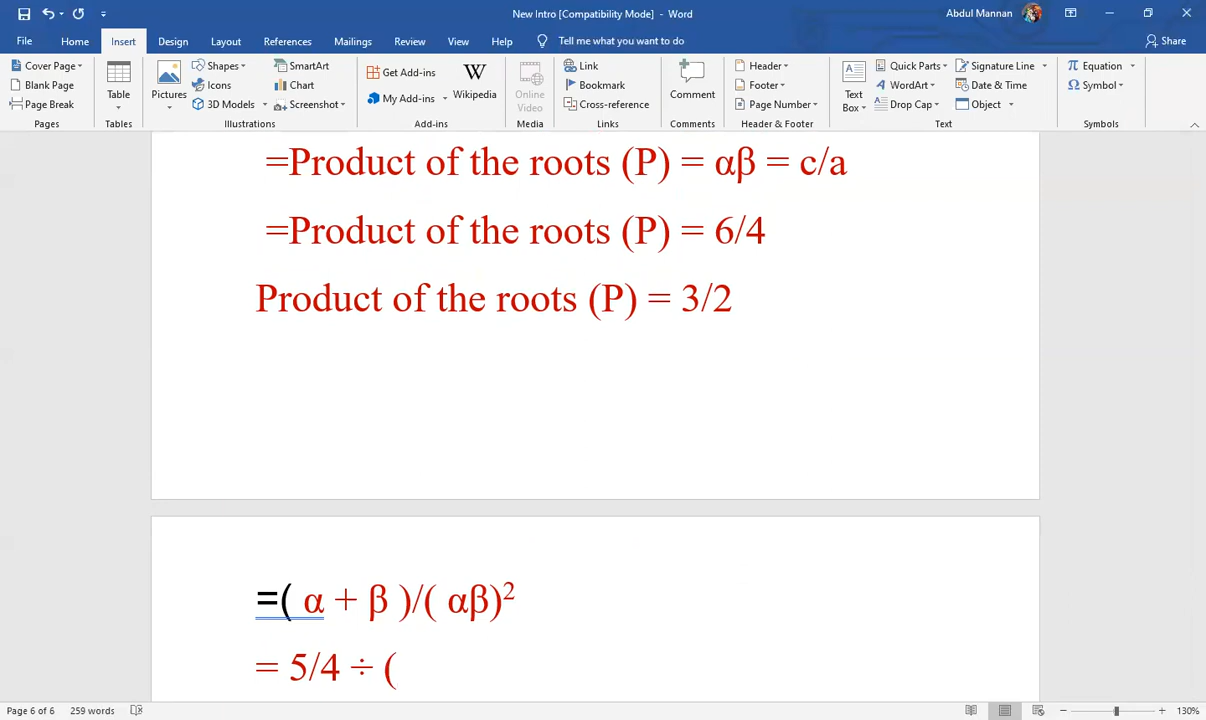 New Intro [Compatibility Mode] - Word
Abdul Mannan
File Home Insert Design Layout References Mailings Review View Help Tell me what you want to do Share
Cover Page
Blank Page
Page Break
Pages
Table
Tables
Pictures
Shapes
Icons
3D Models
SmartArt
Chart
Screenshot
Illustrations
Get Add-ins
My Add-ins
Wikipedia
Add-ins
Online
Video
Media
Link
Bookmark
Cross-reference
Links
Comment
Comments
Header
Footer
Page Number
Header & Footer
Text
Box
Quick Parts
WordArt
Drop Cap
Signature Line
Date & Time
Object
Text
Equation
Symbol
Symbols
=Product of the roots (P) = αβ = c/a
=Product of the roots (P) = 6/4
Product of the roots (P) = 3/2
=( α + β )/( αβ)²
= 5/4 ÷ (
Page 6 of 6 259 words
130%